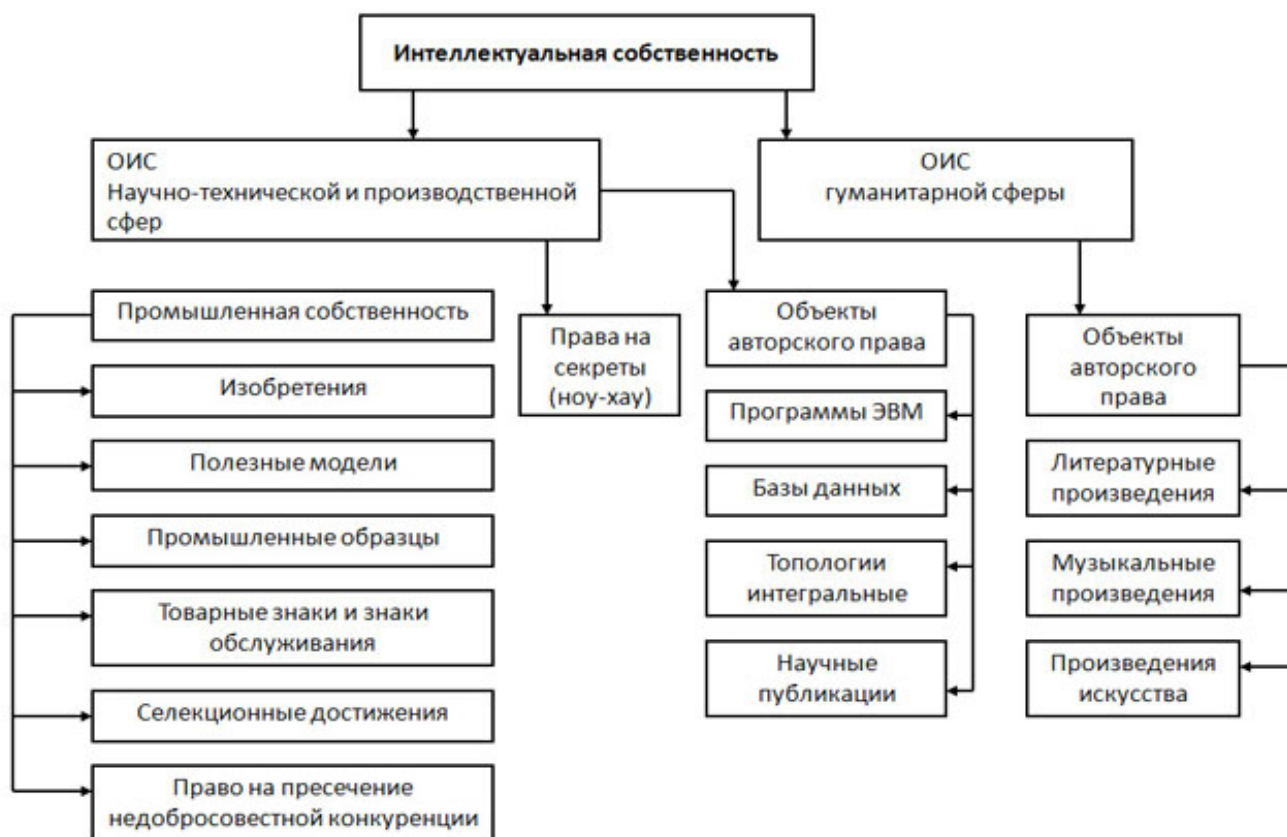 Интеллектуальная собственность
ОИС
Научно-технической и производственной
сфер
ОИС
гуманитарной сферы
Промышленная собственность
Изобретения
Полезные модели
Промышленные образцы
Товарные знаки и знаки
обслуживания
Селекционные достижения
Право на пресечение
недобросовестной конкуренции
Права на
секреты
(ноу-хау)
Объекты
авторского права
Программы ЭВМ
Базы данных
Топологии
интегральные
Научные
публикации
Объекты
авторского
права
Литературные
произведения
Музыкальные
произведения
Произведения
искусства